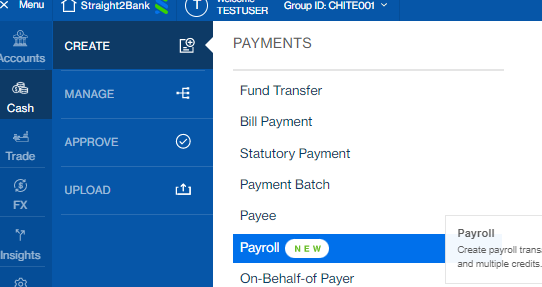 Menu
Straight2Bank
T
Welcome
TESTUSER
Group ID: CHITE001
Accounts
Cash
Trade
FX
Insights
CREATE
MANAGE
APPROVE
UPLOAD
PAYMENTS
Fund Transfer
Bill Payment
Statutory Payment
Payment Batch
Payee
Payroll NEW
On-Behalf-of Payer
Payroll
Create payroll trans
and multiple credits.